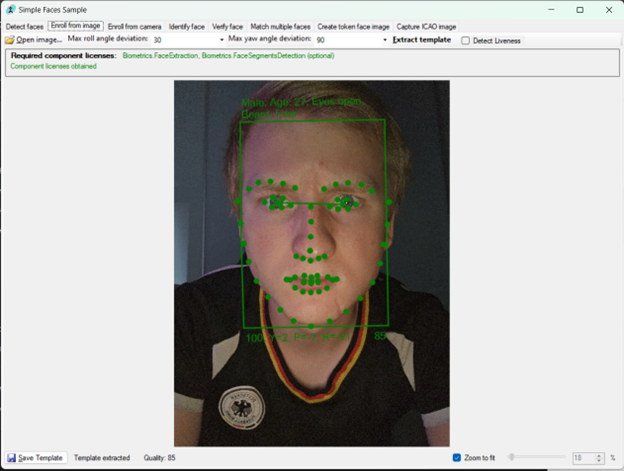 Simple Faces Sample
Detect faces Enroll from image Enroll from camera Identify face Verify face Match multiple faces Create token face image Capture ICAO image
Open image... Max roll angle deviation: 30 Max yaw angle deviation: 90 Extract template Detect Liveness
Required component licenses: Biometrics.FaceExtraction, Biometrics.FaceSegmentsDetection (optional)
Component licenses obtained
Male, Age: 27, Eyes open,
100 85
Save Template Template extracted Quality: 85 Zoom to fit 18 %